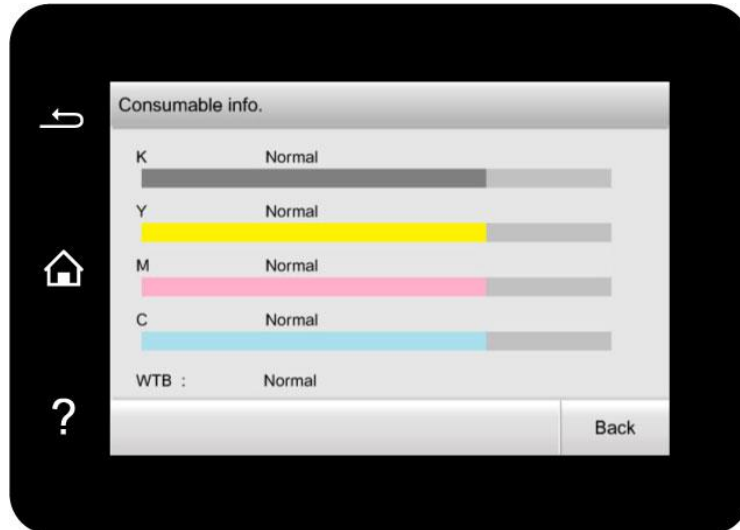 Consumable info.
K Normal
Y Normal
M Normal
C Normal
WTB : Normal
? Back